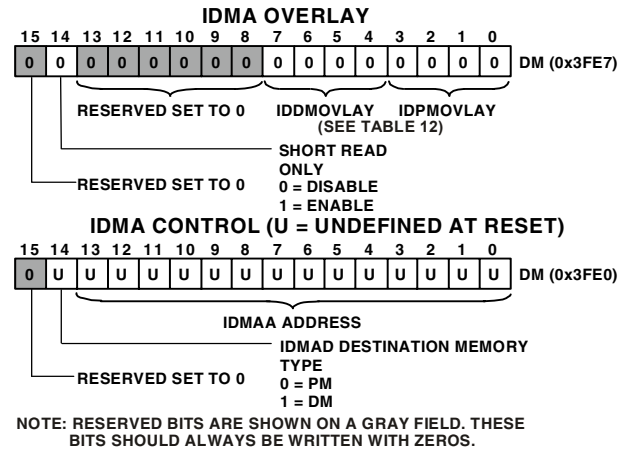 IDMA OVERLAY
15 14 13 12 11 10 9 8 7 6 5 4 3 2 1 0
0 0 0 0 0 0 0 0 0 0 0 0 0 0 0 0 DM (0x3FE7)
RESERVED SET TO 0 IDDMOVLAY IDPMOVLAY
(SEE TABLE 12)
SHORT READ
ONLY
RESERVED SET TO 0 0 = DISABLE
1 = ENABLE
IDMA CONTROL (U = UNDEFINED AT RESET)
15 14 13 12 11 10 9 8 7 6 5 4 3 2 1 0
0 U U U U U U U U U U U U U U U DM (0x3FE0)
IDMAA ADDRESS
IDMAD DESTINATION MEMORY
TYPE
RESERVED SET TO 0 0 = PM
1 = DM
NOTE: RESERVED BITS ARE SHOWN ON A GRAY FIELD. THESE
BITS SHOULD ALWAYS BE WRITTEN WITH ZEROS.